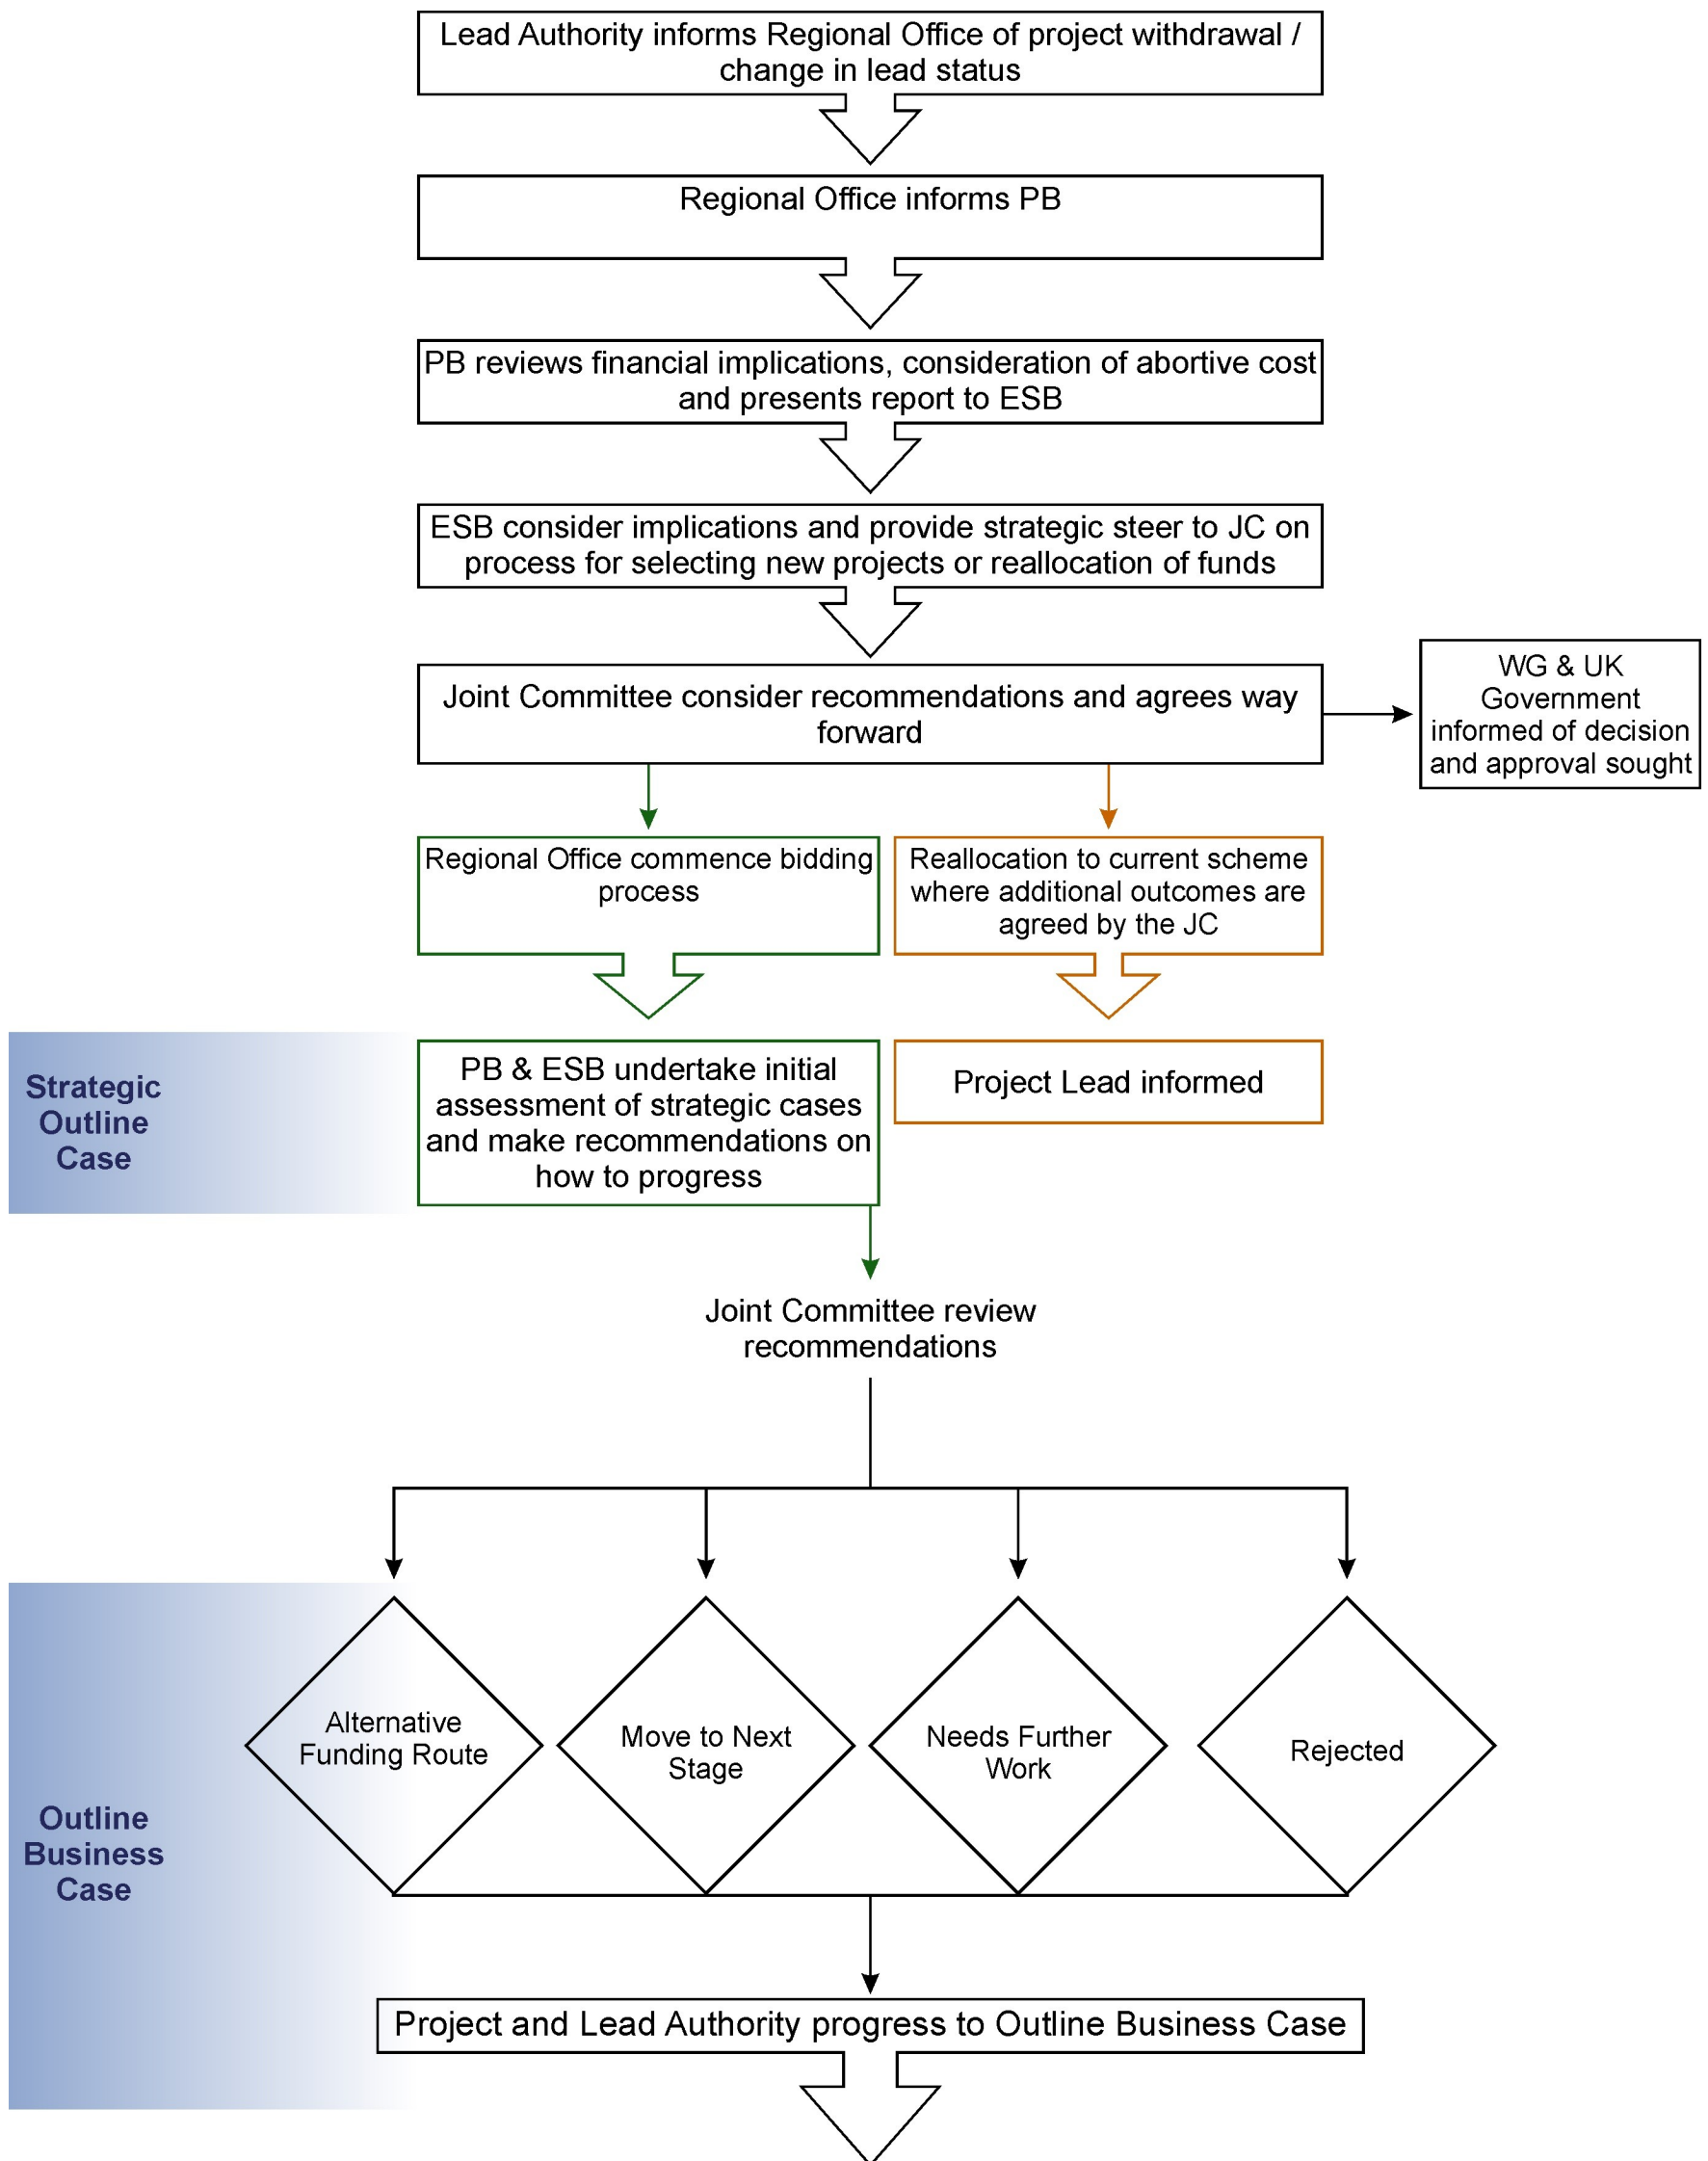 Lead Authority informs Regional Office of project withdrawal /
change in lead status
Regional Office informs PB
PB reviews financial implications, consideration of abortive cost
and presents report to ESB
ESB consider implications and provide strategic steer to JC on
process for selecting new projects or reallocation of funds
Joint Committee consider recommendations and agrees way
forward
WG & UK
Government
informed of decision
and approval sought
Regional Office commence bidding
process
Reallocation to current scheme
where additional outcomes are
agreed by the JC
Strategic
Outline
Case
PB & ESB undertake initial
assessment of strategic cases
and make recommendations on
how to progress
Project Lead informed
Joint Committee review
recommendations
Alternative
Funding Route
Move to Next
Stage
Needs Further
Work
Rejected
Outline
Business
Case
Project and Lead Authority progress to Outline Business Case